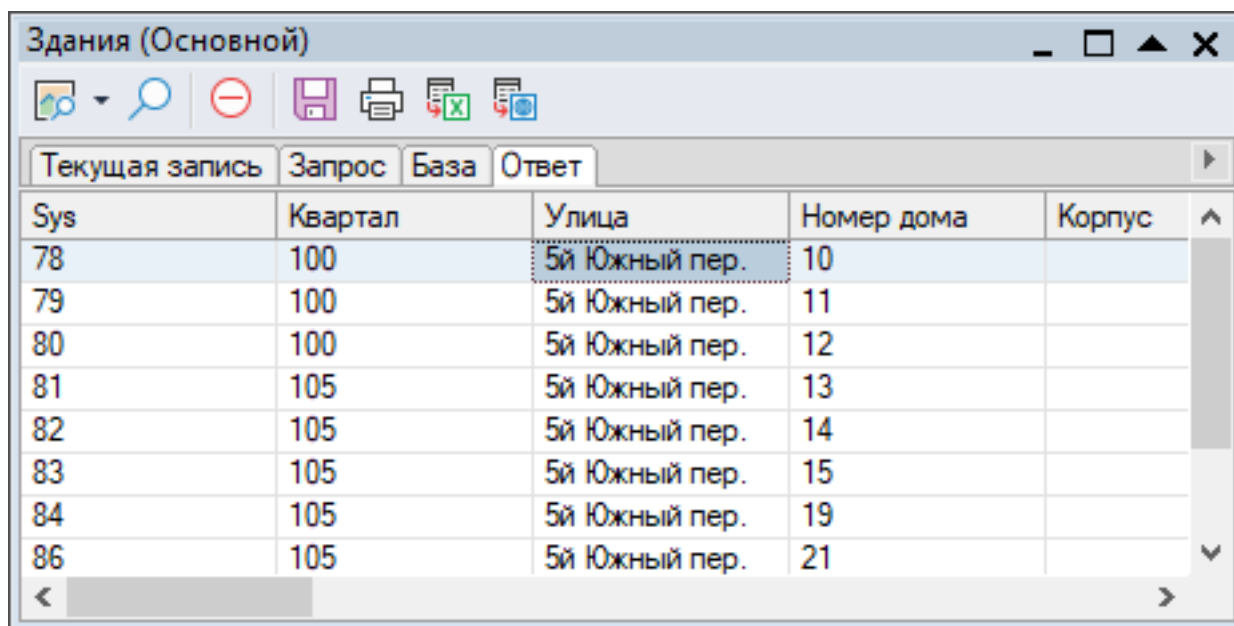 Здания (Основной)
Текущая запись Запрос База Ответ
Sys Квартал Улица Номер дома Корпус
78 100 5й Южный пер. 10
79 100 5й Южный пер. 11
80 100 5й Южный пер. 12
81 105 5й Южный пер. 13
82 105 5й Южный пер. 14
83 105 5й Южный пер. 15
84 105 5й Южный пер. 19
86 105 5й Южный пер. 21